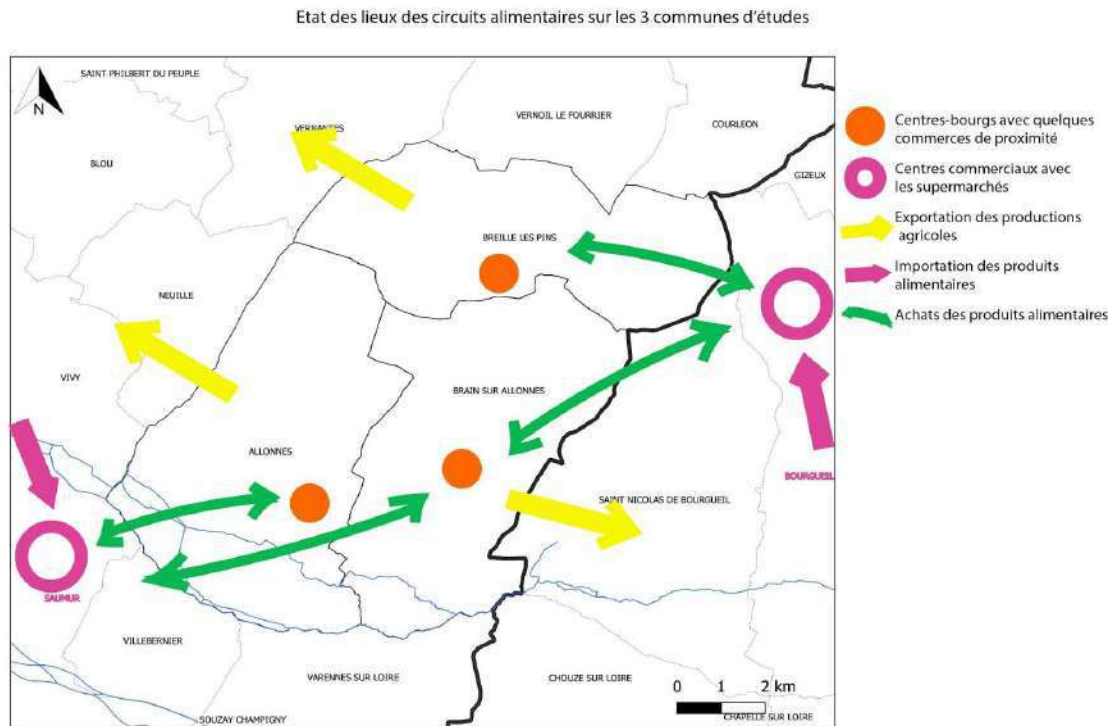 Etat des lieux des circuits alimentaires sur les 3 communes d'études
SAINT PHILBERT DU PEUPLE
N
VERNANTES
VERNOIL LE FOURRIER
COURLEON
BLOU
GIZEUX
BREILLE LES PINS
NEUILLE
VIVY
BRAIN SUR ALLONNES
ALLONNES
BOURGUEIL
SAINT NICOLAS DE BOURGUEIL
SAUMUR
VILLEBERNIER
VARENNES SUR LOIRE
CHOUZE SUR LOIRE
0 1 2 km
SOUZAY CHAMPIGNY
CHAPELLE SUR LOIRE
Centres-bourgs avec quelques
commerces de proximité
Centres commerciaux avec
les supermarchés
Exportation des productions
agricoles
Importation des produits
alimentaires
Achats des produits alimentaires